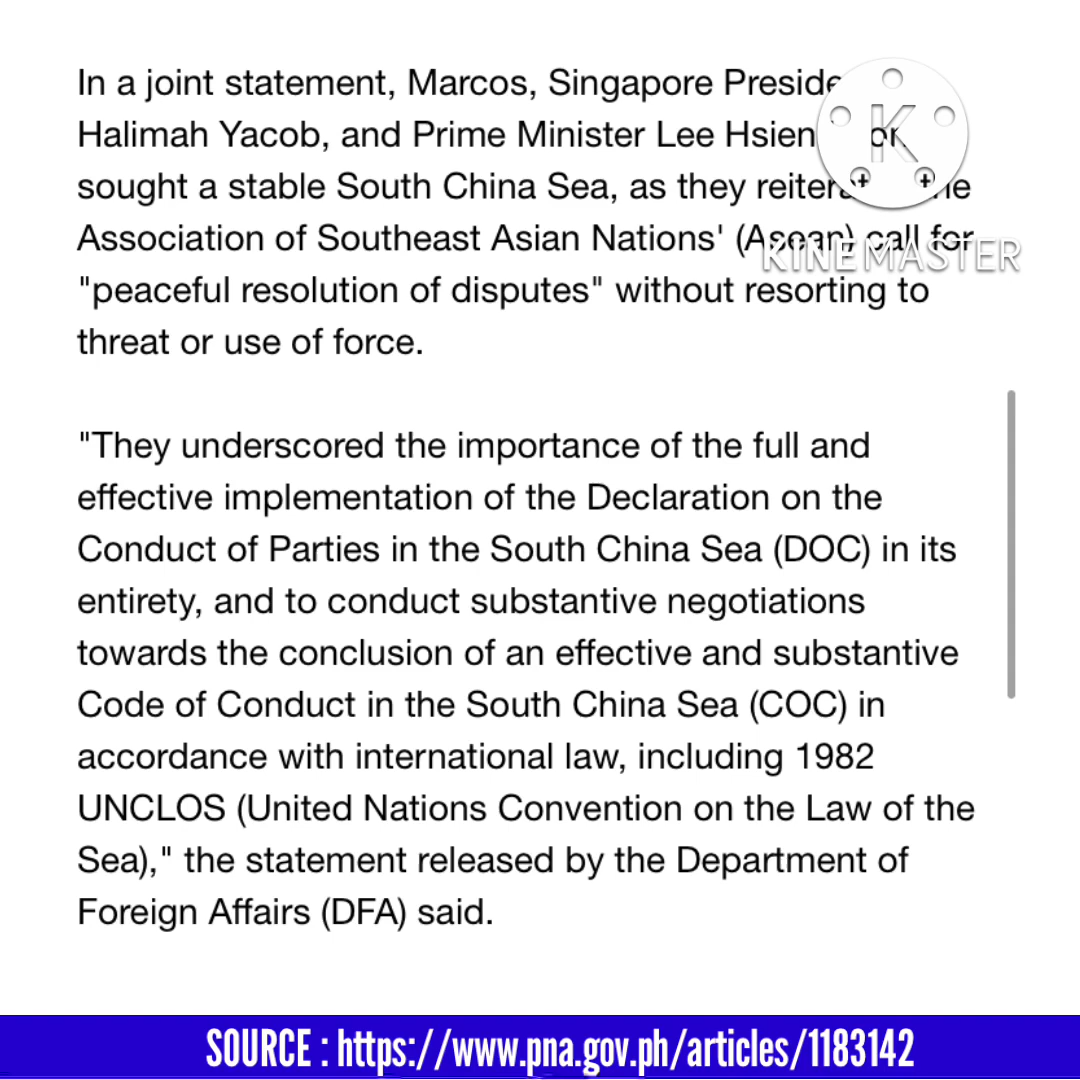 In a joint statement, Marcos, Singapore
Halimah Yacob, and Prime Minister Lee Hsien
sought a stable South China Sea, as they
Association of Southeast Asian Nations' (Asean) call for
"peaceful resolution of disputes" without resorting to
threat or use of force.
"They underscored the importance of the full and
effective implementation of the Declaration on the
Conduct of Parties in the South China Sea (DOC) in its
entirety, and to conduct substantive negotiations
towards the conclusion of an effective and substantive
Code of Conduct in the South China Sea (COC) in
accordance with international law, including 1982
UNCLOS (United Nations Convention on the Law of the
Sea)," the statement released by the Department of
Foreign Affairs (DFA) said.
K
KINEMASTER
SOURCE : https://www.pna.gov.ph/articles/1183142